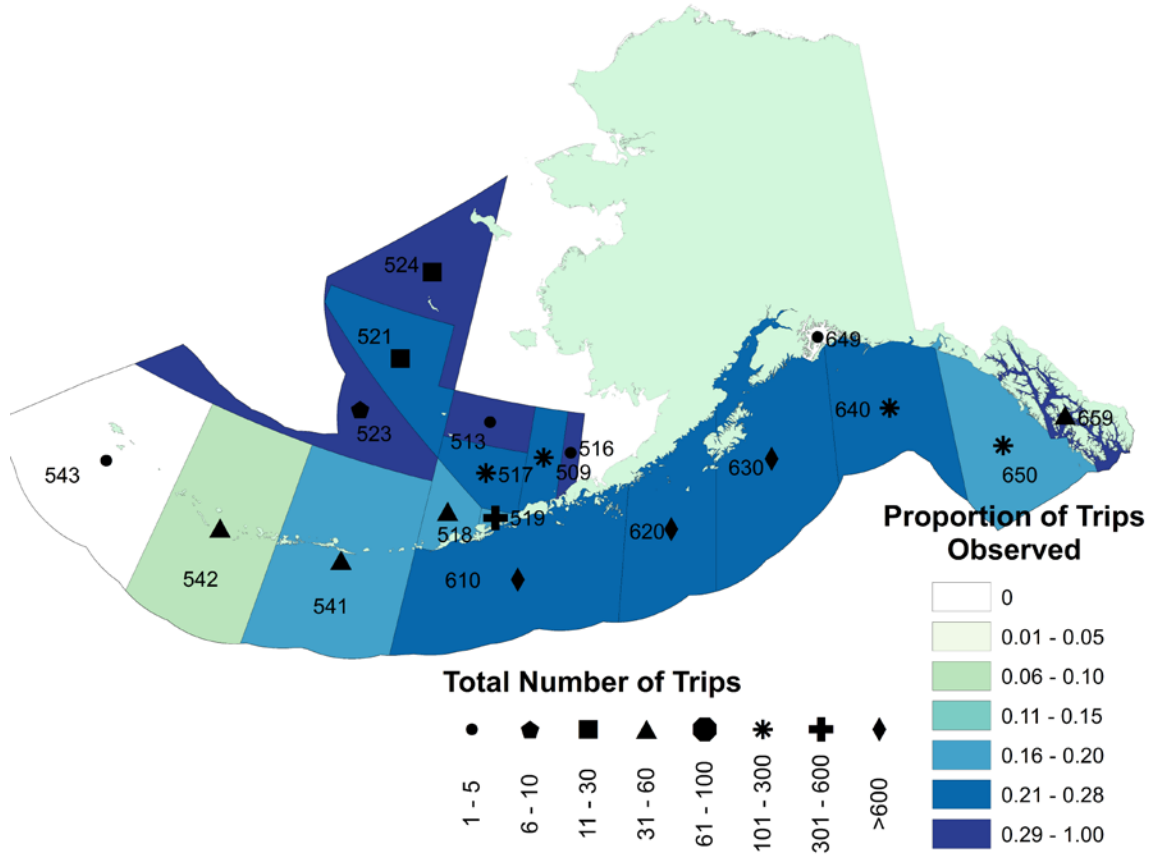 524
521
523
513
516
517
509
543
518
519
542
541
610
620
630
640
649
650
659
Proportion of Trips
Observed
0
0.01 - 0.05
0.06 - 0.10
0.11 - 0.15
0.16 - 0.20
0.21 - 0.28
0.29 - 1.00
Total Number of Trips
1 - 5
6 - 10
11 - 30
31 - 60
61 - 100
101 - 300
301 - 600
>600